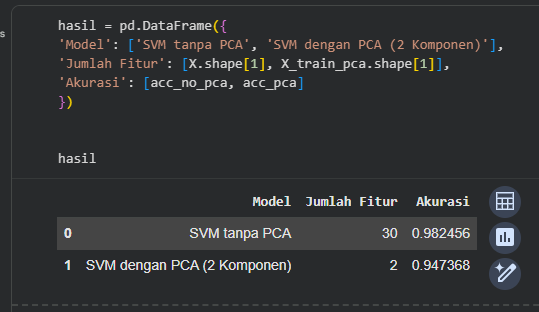 s
hasil = pd.DataFrame({
'Model': ['SVM tanpa PCA', 'SVM dengan PCA (2 Komponen)'],
'Jumlah Fitur': [X.shape[1], X_train_pca.shape[1]],
'Akurasi': [acc_no_pca, acc_pca]
})
hasil
Model Jumlah Fitur Akurasi
0 SVM tanpa PCA 30 0.982456
1 SVM dengan PCA (2 Komponen) 2 0.947368